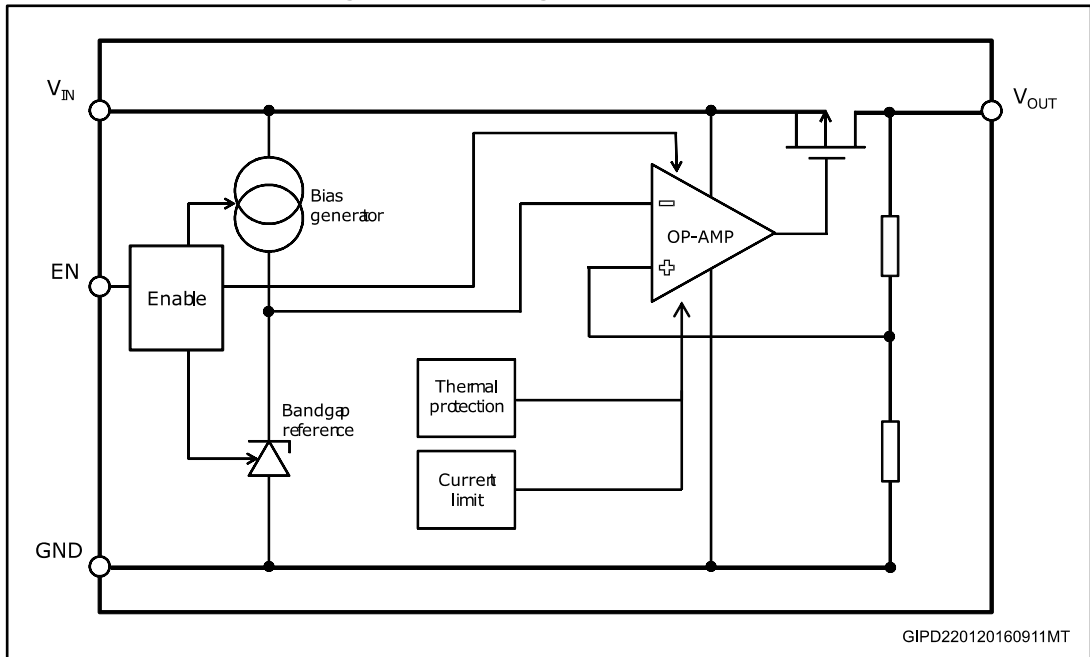 V_IN
V_OUT
Bias
generator
OP-AMP
EN
Enable
Thermal
protection
Bandgap
reference
Current
limit
GND
GIPD220120160911MT